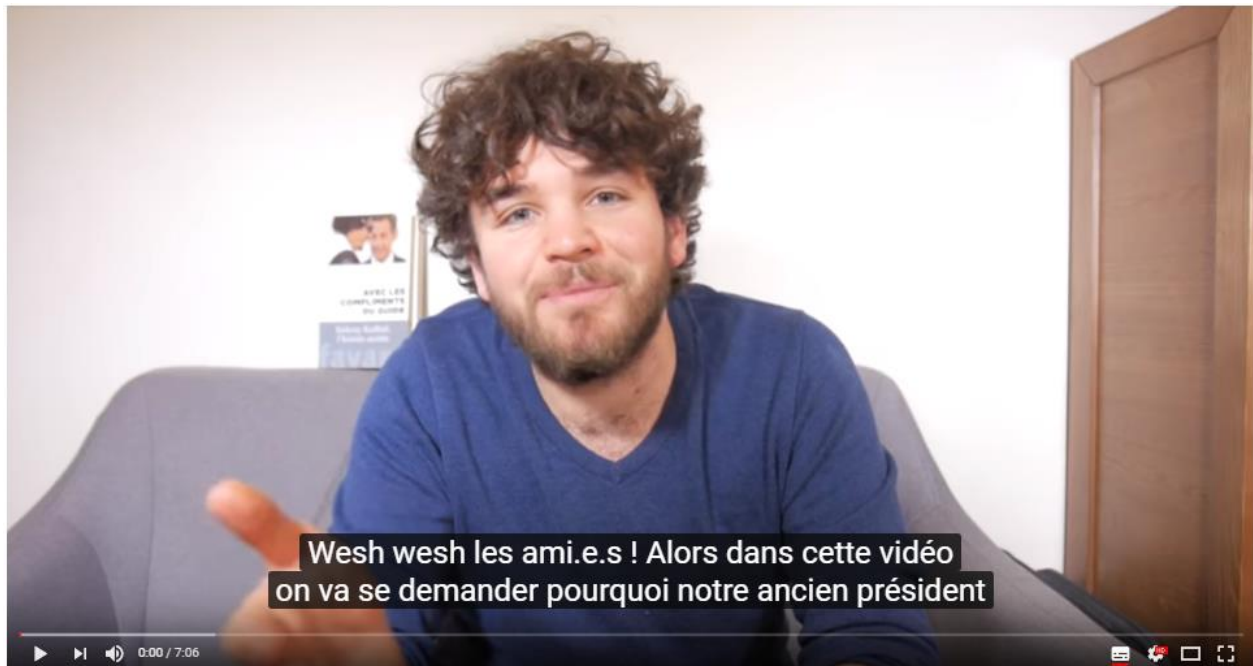 AVEC LES
COMPLIMENTS
DU GUIDE
Wesh wesh les ami.e.s ! Alors dans cette vidéo
on va se demander pourquoi notre ancien président
0:00 / 7:06
HD